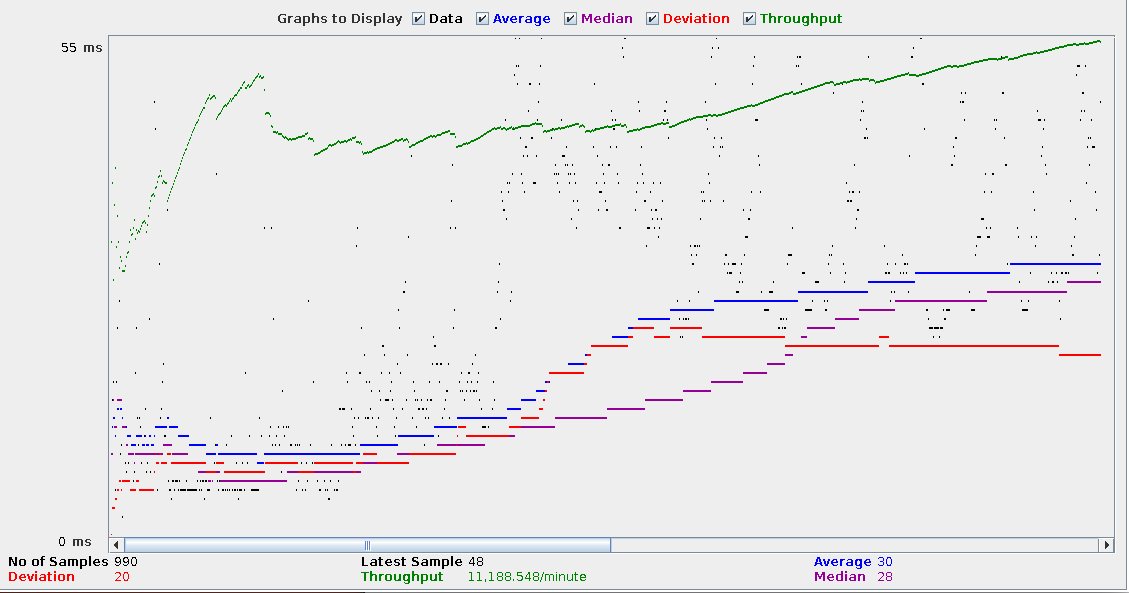 Graphs to Display Data Average Median Deviation Throughput
55 ms
0 ms
No of Samples 990 Latest Sample 48 Average 30
Deviation 20 Throughput 11,188.548/minute Median 28